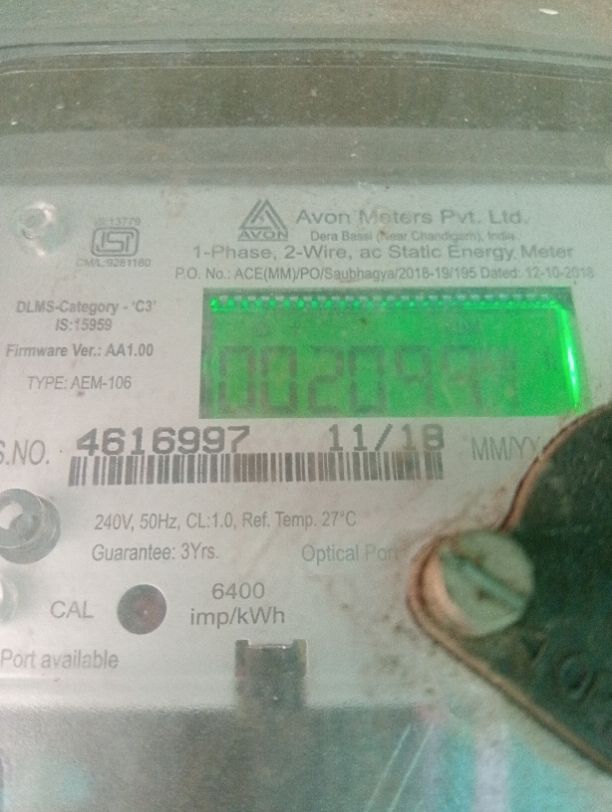 IS:13779
ISI
CM/L:9281160
AVON
Avon Meters Pvt. Ltd.
Dera Bassi (Near Chandigarh), India
1-Phase, 2-Wire, ac Static Energy Meter
P.O. No.: ACE(MM)/PO/Saubhagya/2018-19/195 Dated: 12-10-2018
DLMS-Category - 'C3'
IS:15959
Firmware Ver.: AA1.00
TYPE: AEM-106
S.NO. 4616997 11/18 MM/YY
240V, 50Hz, CL:1.0, Ref. Temp. 27°C
Guarantee: 3Yrs.
Optical Port
CAL
6400
imp/kWh
Port available